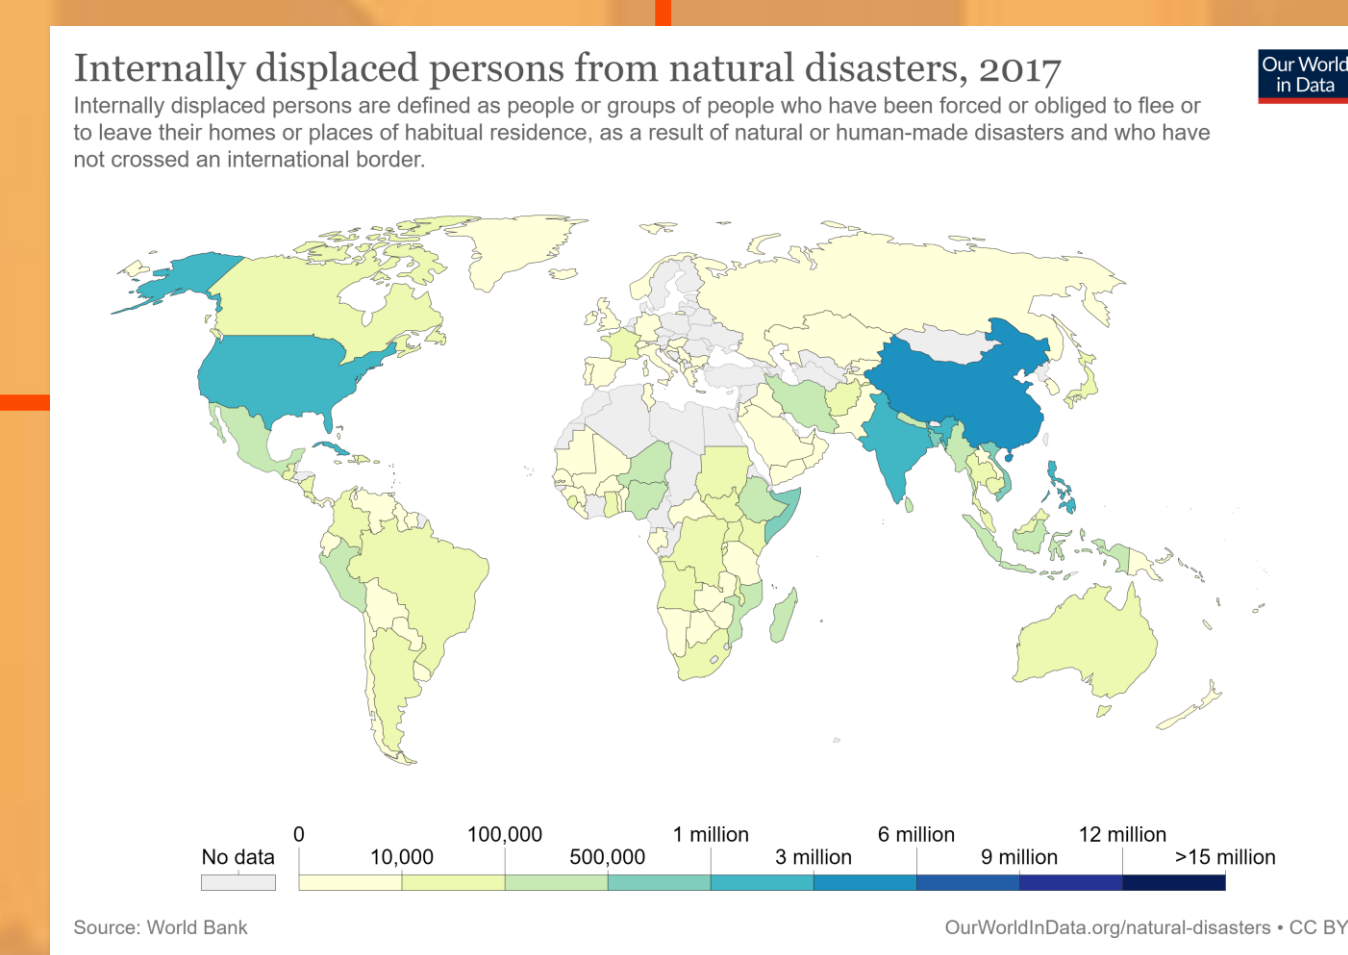 Internally displaced persons from natural disasters, 2017
Our World
in Data
Internally displaced persons are defined as people or groups of people who have been forced or obliged to flee or
to leave their homes or places of habitual residence, as a result of natural or human-made disasters and who have
not crossed an international border.
0 100,000 1 million 6 million 12 million
No data 10,000 500,000 3 million 9 million >15 million
Source: World Bank
OurWorldInData.org/natural-disasters • CC BY